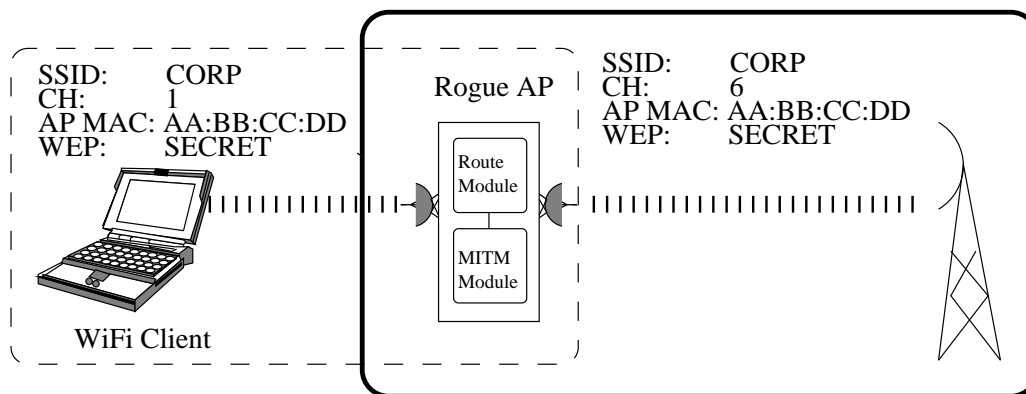 SSID: CORP
CH: 1
AP MAC: AA:BB:CC:DD
WEP: SECRET
WiFi Client
Rogue AP
Route
Module
MITM
Module
SSID: CORP
CH: 6
AP MAC: AA:BB:CC:DD
WEP: SECRET